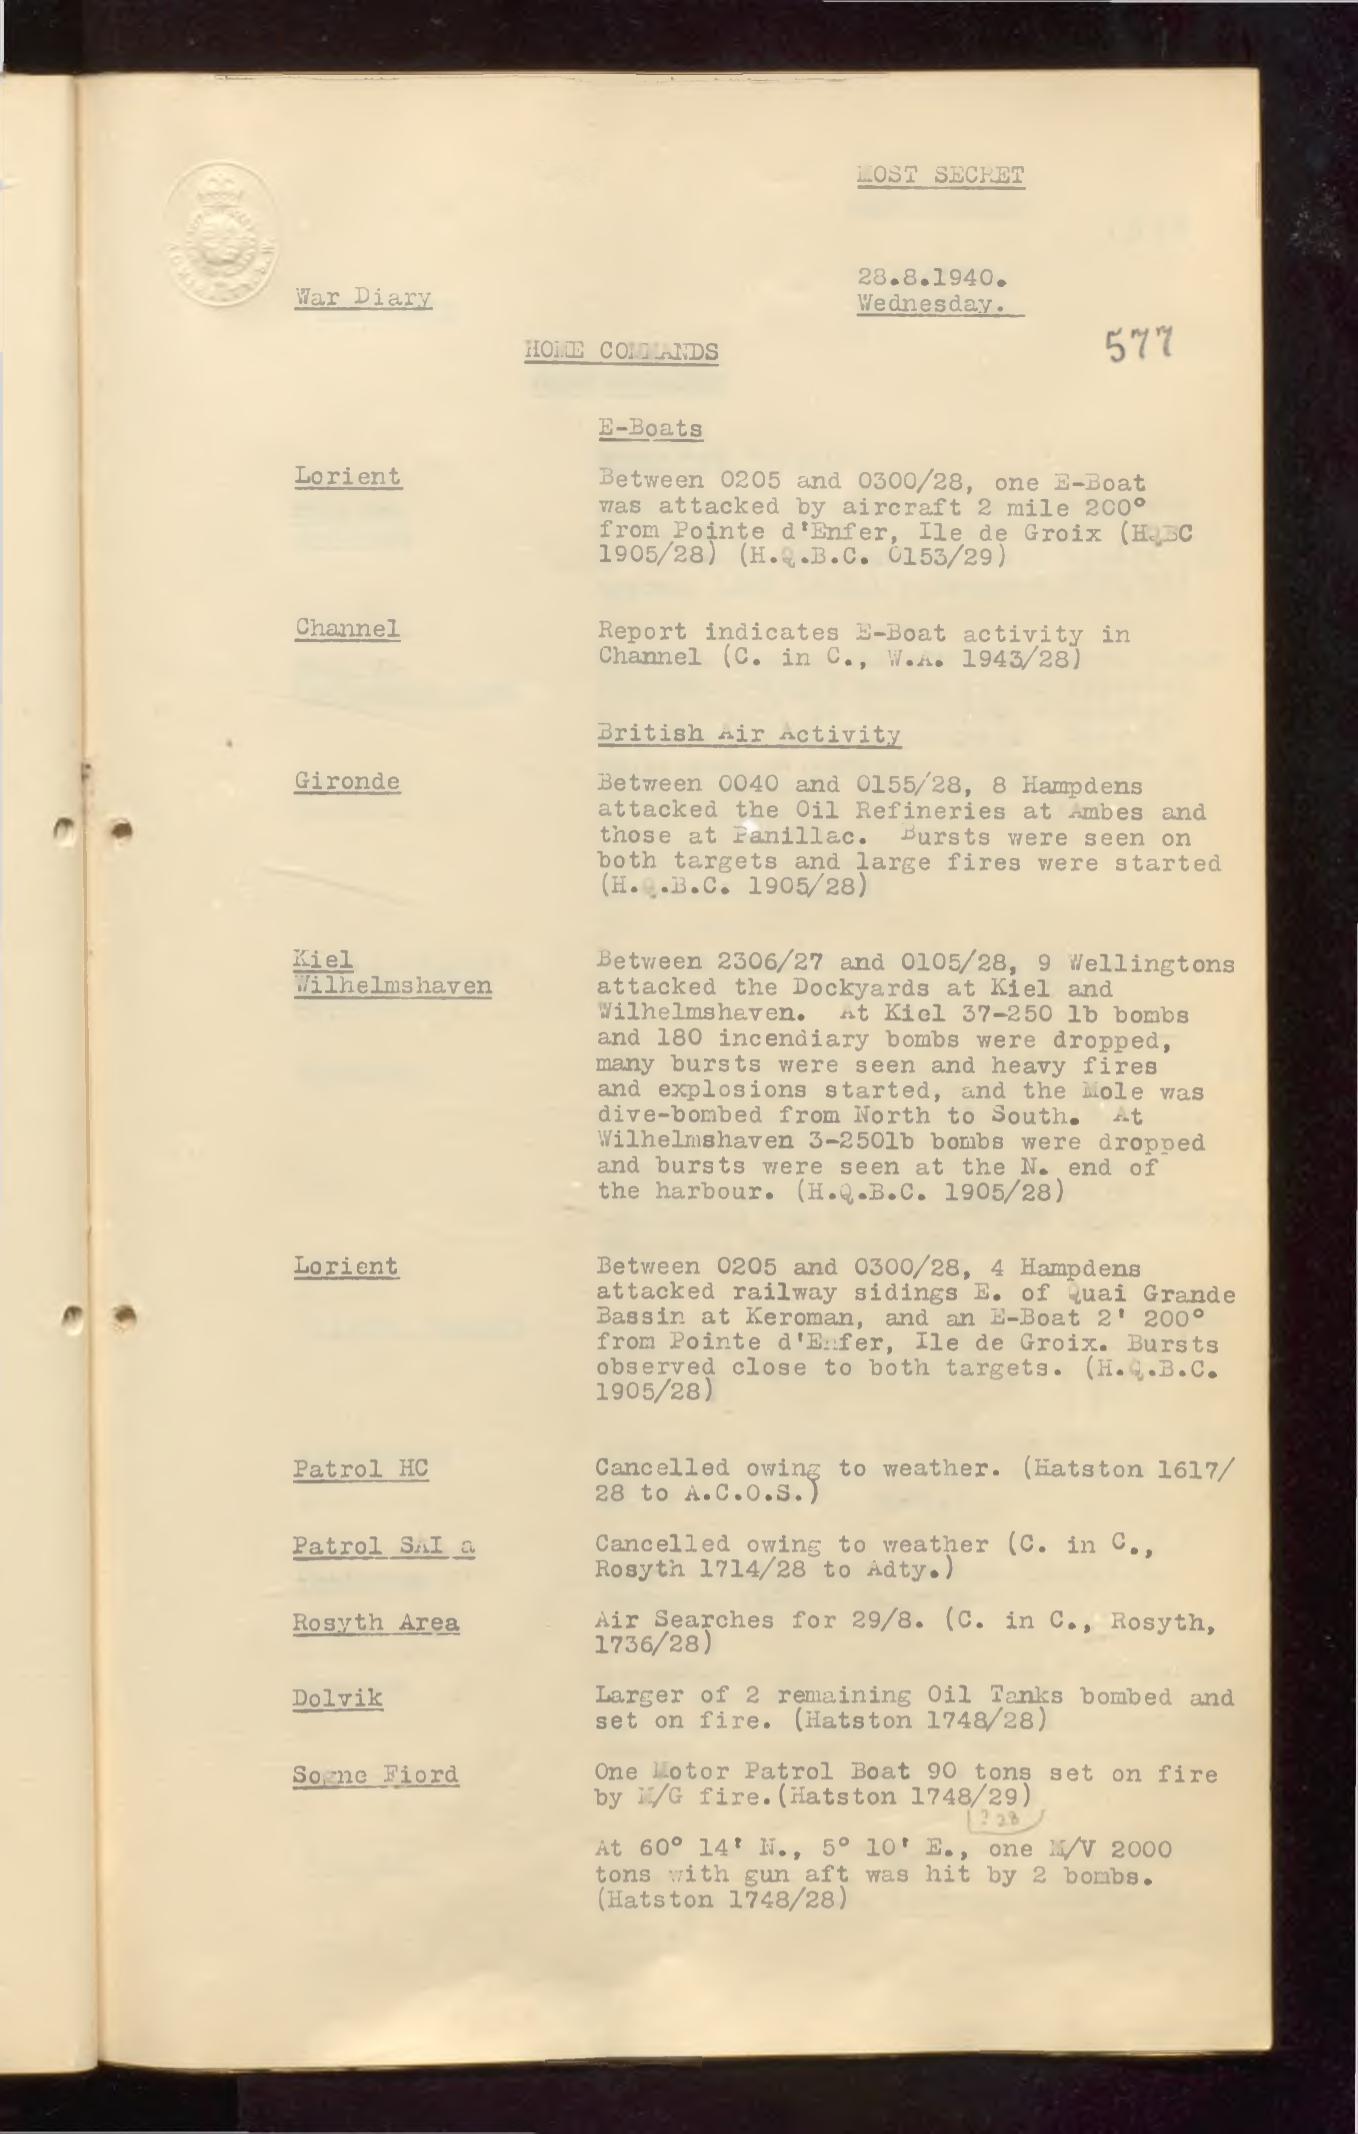 MOST SECRET
28.8.1940.
War Diary
Wednesday.
HOME COMMANDS
577
E-Boats
Lorient
Between 0205 and 0300/28, one E-Boat
was attacked by aircraft 2 mile 200°
from Pointe d'Enfer, Ile de Groix (HQBC
1905/28) (H.Q.B.C. 0153/29)
Channel
Report indicates E-Boat activity in
Channel (C. in C., W.A. 1943/28)
British Air Activity
Gironde
Between 0040 and 0155/28, 8 Hampdens
attacked the Oil Refineries at Ambes and
those at Panillac. Bursts were seen on
both targets and large fires were started
(H.Q.B.C. 1905/28)
Kiel
Wilhelmshaven
Between 2306/27 and 0105/28, 9 Wellingtons
attacked the Dockyards at Kiel and
Wilhelmshaven. At Kiel 37-250 lb bombs
and 180 incendiary bombs were dropped,
many bursts were seen and heavy fires
and explosions started, and the Mole was
dive-bombed from North to South. At
Wilhelmshaven 3-250lb bombs were dropped
and bursts were seen at the N. end of
the harbour. (H.Q.B.C. 1905/28)
Lorient
Between 0205 and 0300/28, 4 Hampdens
attacked railway sidings E. of Quai Grande
Bassin at Keroman, and an E-Boat 2' 200°
from Pointe d'Enfer, Ile de Groix. Bursts
observed close to both targets. (H.Q.B.C.
1905/28)
Patrol HC
Cancelled owing to weather. (Hatston 1617/
28 to A.C.O.S.)
Patrol SAI a
Cancelled owing to weather (C. in C.,
Rosyth 1714/28 to Adty.)
Rosyth Area
Air Searches for 29/8. (C. in C., Rosyth,
1736/28)
Dolvik
Larger of 2 remaining Oil Tanks bombed and
set on fire. (Hatston 1748/28)
Sogne Fiord
One Motor Patrol Boat 90 tons set on fire
by M/G fire.(Hatston 1748/29)
? 28
At 60° 14' N., 5° 10' E., one M/V 2000
tons with gun aft was hit by 2 bombs.
(Hatston 1748/28)